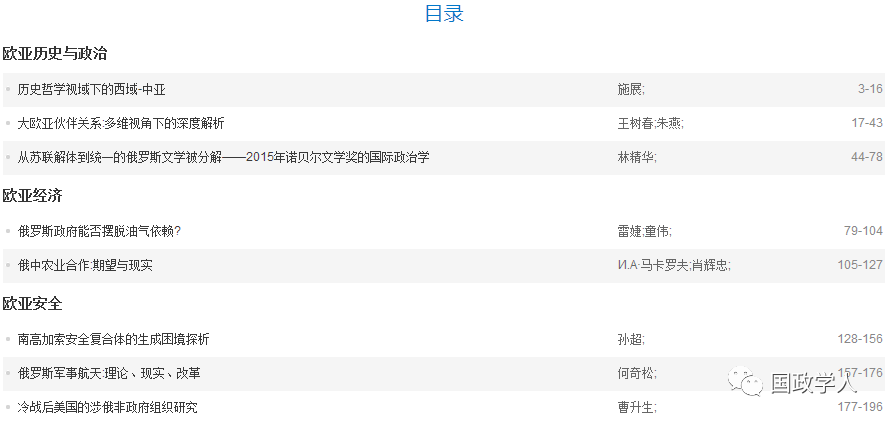 目录
欧亚历史与政治
历史哲学视域下的西域-中亚 施展; 3-16
大欧亚伙伴关系:多维视角下的深度解析 王树春;朱燕; 17-43
从苏联解体到统一的俄罗斯文学被分解——2015年诺贝尔文学奖的国际政治学 林精华; 44-78
欧亚经济
俄罗斯政府能否摆脱油气依赖? 雷婕;童伟; 79-104
俄中农业合作:期望与现实 И.А·马卡罗夫;肖辉忠; 105-127
欧亚安全
南高加索安全复合体的生成困境探析 孙超; 128-156
俄罗斯军事航天:理论、现实、改革 何奇松; 157-176
冷战后美国的涉俄非政府组织研究 曹升生; 177-196
国政学人